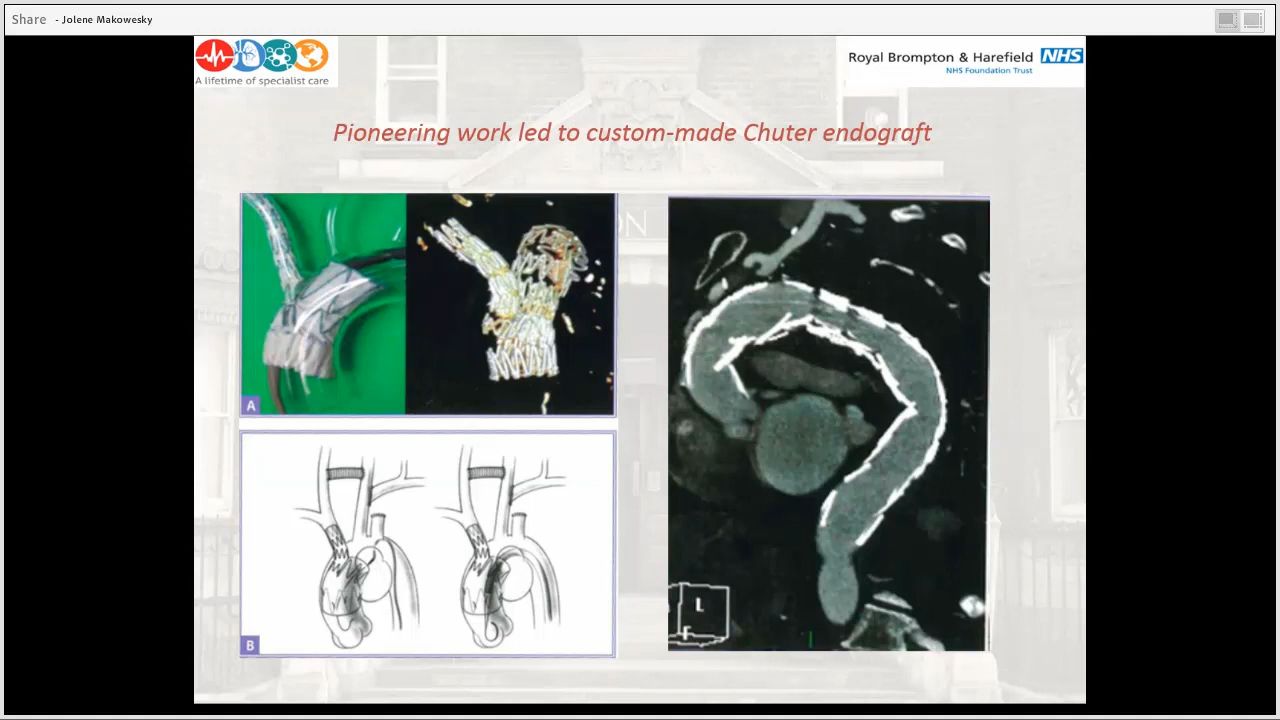 Share - Jolene Makowesky
A lifetime of specialist care
Royal Brompton & Harefield NHS
NHS Foundation Trust
Pioneering work led to custom-made Chuter endograft
ON
A
B
L
F